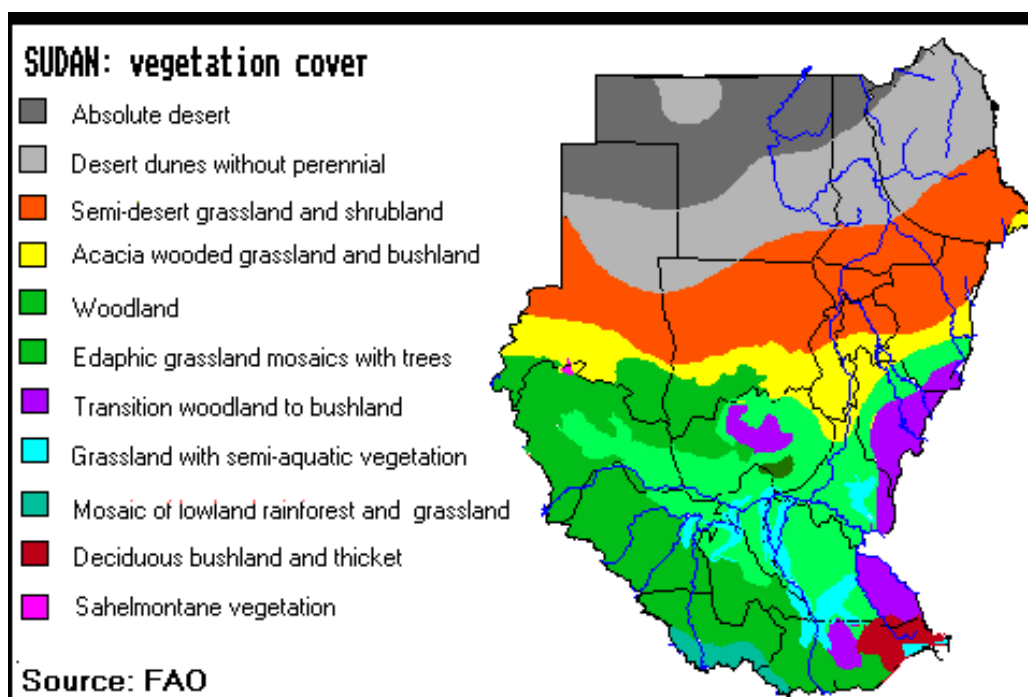 SUDAN: vegetation cover
Absolute desert
Desert dunes without perennial
Semi-desert grassland and shrubland
Acacia wooded grassland and bushland
Woodland
Edaphic grassland mosaics with trees
Transition woodland to bushland
Grassland with semi-aquatic vegetation
Mosaic of lowland rainforest and grassland
Deciduous bushland and thicket
Sahelmontane vegetation
Source: FAO